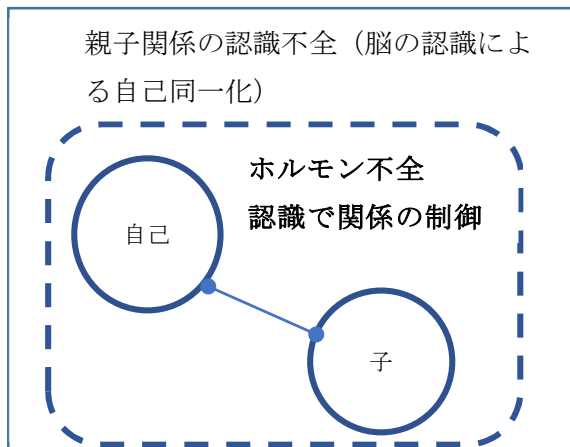 親子関係の認識不全（脳の認識によ
る自己同一化）
ホルモン不全
認識で関係の制御
自己
子